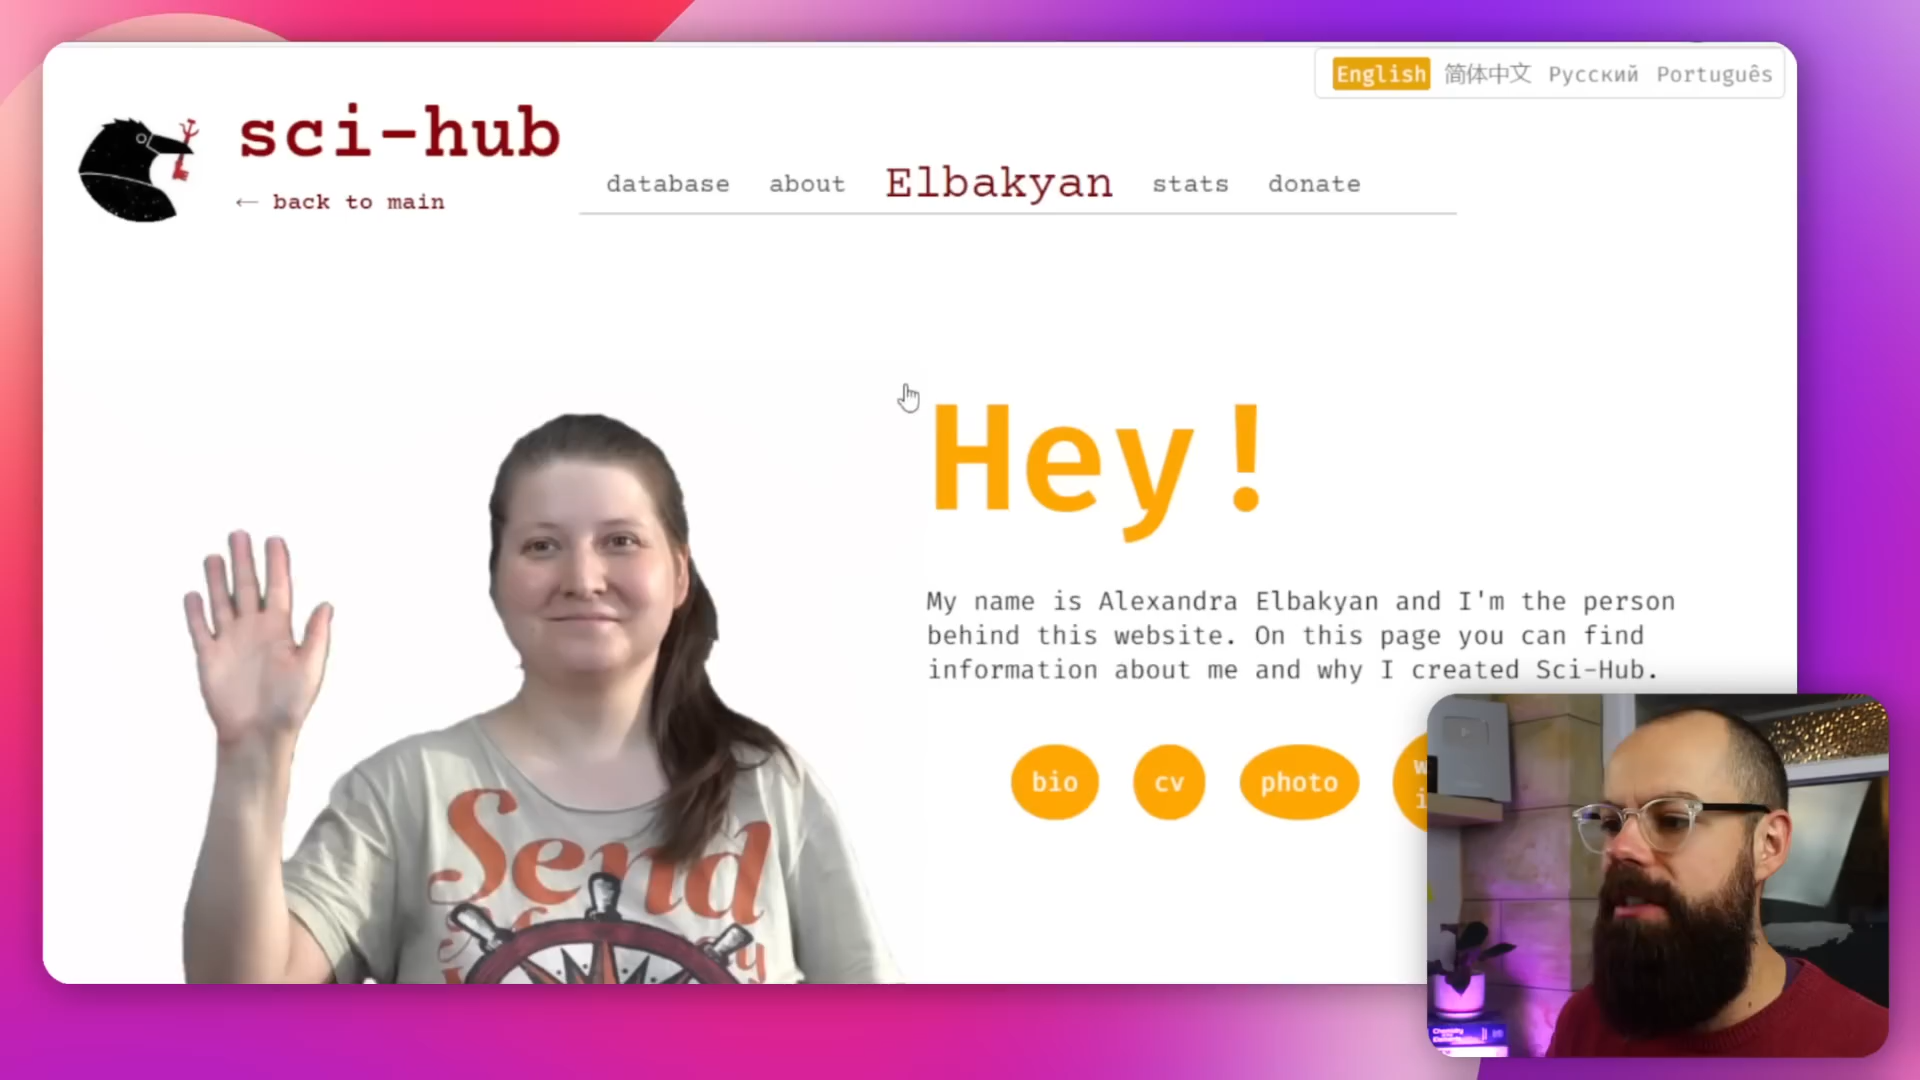 English 简体中文 Русский Português
sci-hub
← back to main
database about Elbakyan stats donate
Hey!
My name is Alexandra Elbakyan and I'm the person
behind this website. On this page you can find
information about me and why I created Sci-Hub.
bio cv photo
Send
Chemistry